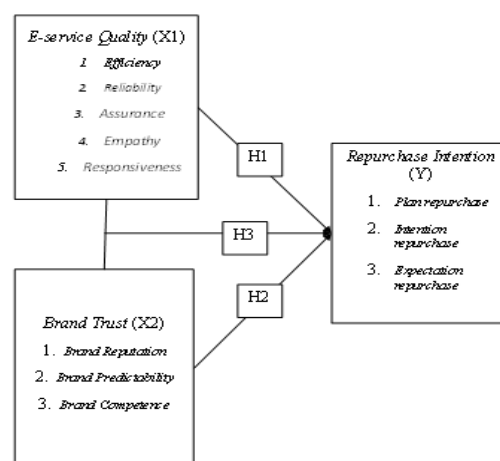 E-service Quality (X1)
1. Efficiency
2. Reliability
3. Assurance
4. Empathy
5. Responsiveness
H1
Repurchase Intention
(Y)
1. Plan repurchase
2. Intention
repurchase
3. Expectation
repurchase
H3
H2
Brand Trust (X2)
1. Brand Reputation
2. Brand Predictability
3. Brand Competence